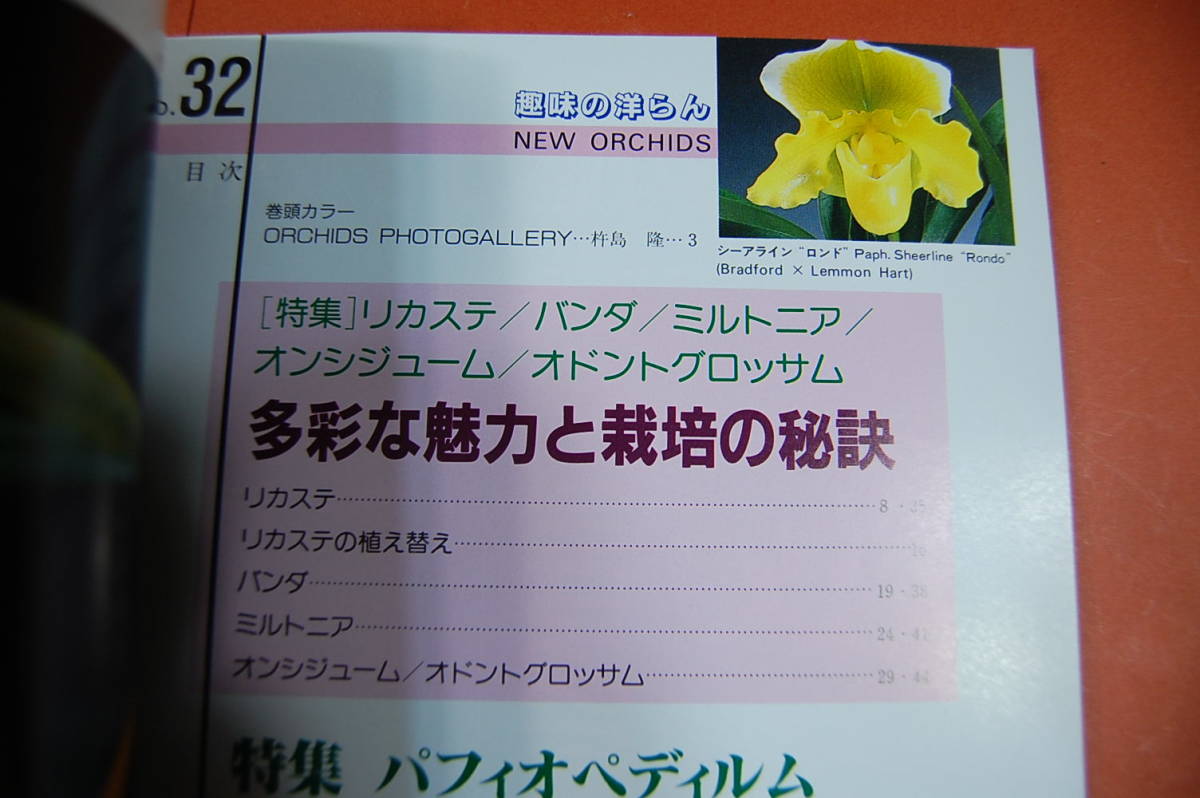 32
目次
趣味の洋らん
NEW ORCHIDS
巻頭カラー
ORCHIDS PHOTOGALLERY…杵島 隆…3
シーアライン "ロンド" Paph. Sheerline "Rondo"
(Bradford × Lemmon Hart)
[特集]リカステ/バンダ/ミルトニア/
オンシジューム/オドントグロッサム
多彩な魅力と栽培の秘訣
リカステ……8・35
リカステの植え替え……16
バンダ……19・38
ミルトニア……24・41
オンシジューム/オドントグロッサム……29・44
特集 パフィオペディルム